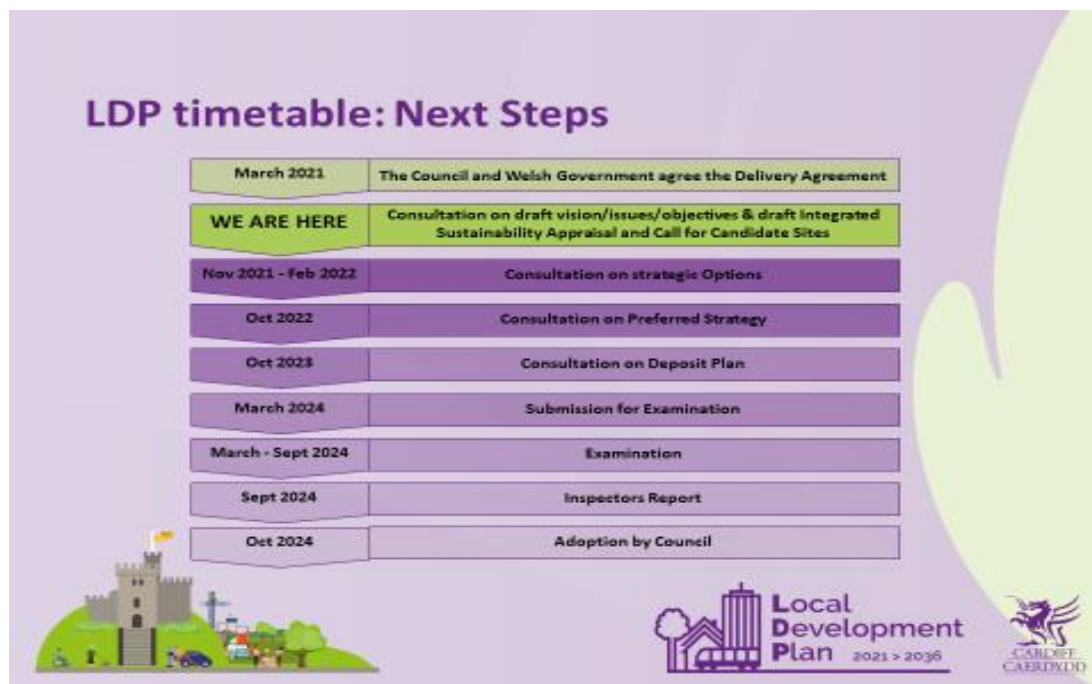 LDP timetable: Next Steps
March 2021
The Council and Welsh Government agree the Delivery Agreement
WE ARE HERE
Consultation on draft vision/issues/objectives & draft Integrated
Sustainability Appraisal and Call for Candidate Sites
Nov 2021 - Feb 2022
Consultation on strategic Options
Oct 2022
Consultation on Preferred Strategy
Oct 2023
Consultation on Deposit Plan
March 2024
Submission for Examination
March - Sept 2024
Examination
Sept 2024
Inspectors Report
Oct 2024
Adoption by Council
Local
Development
Plan 2021 > 2036
CARDIFF
CAERDYDD